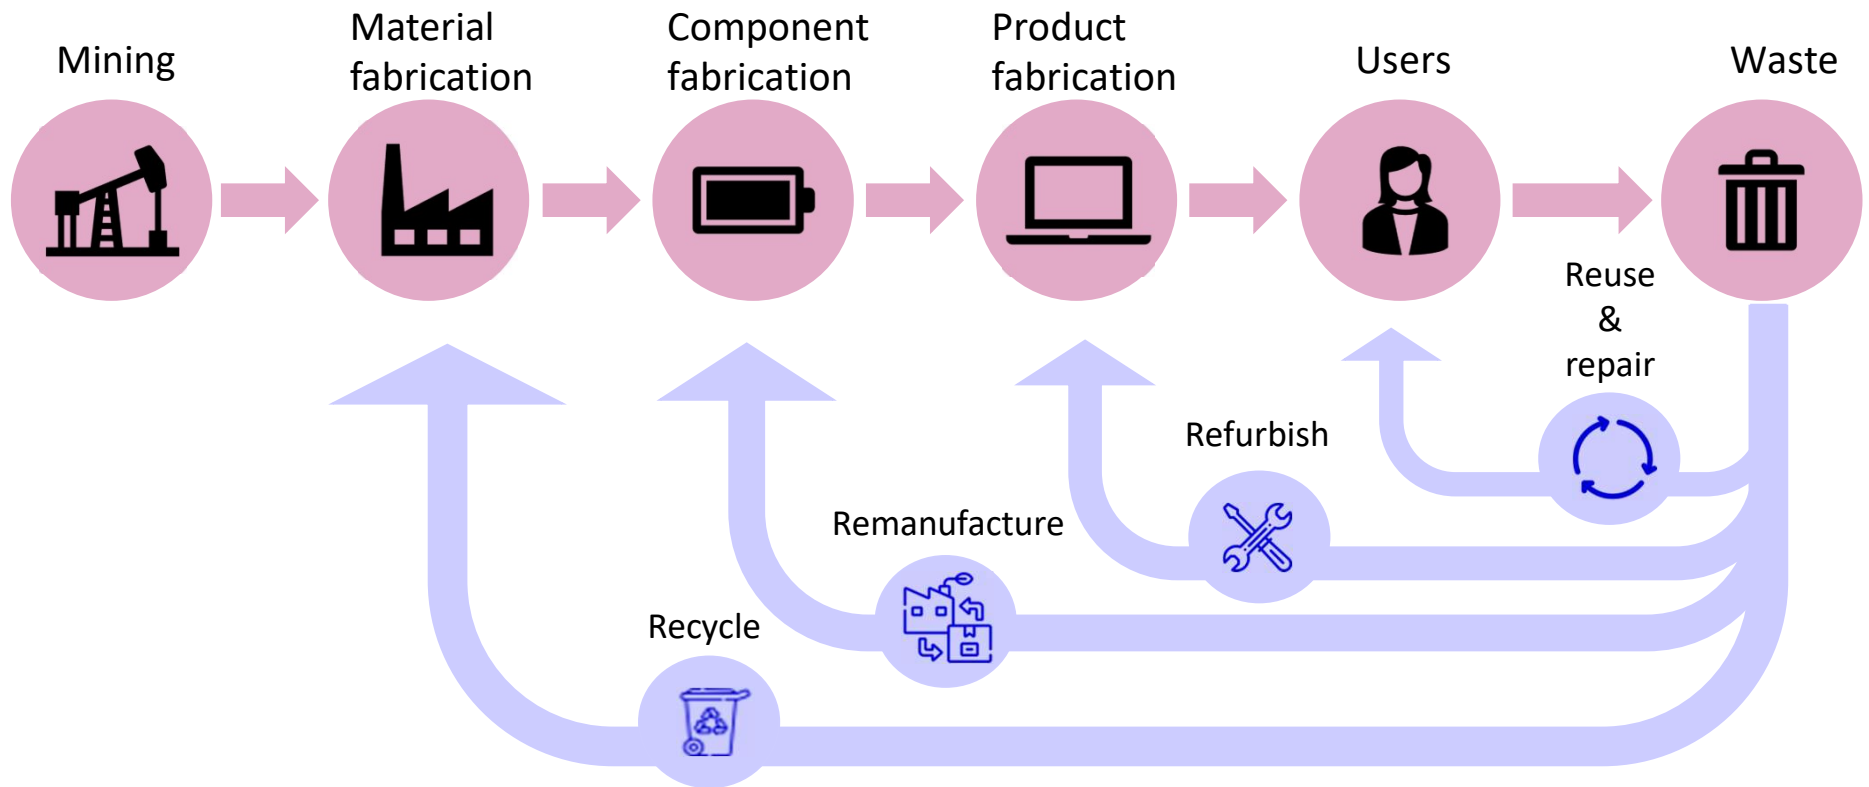 Mining
Material
fabrication
Component
fabrication
Product
fabrication
Users
Waste
Reuse
&
repair
Refurbish
Remanufacture
Recycle